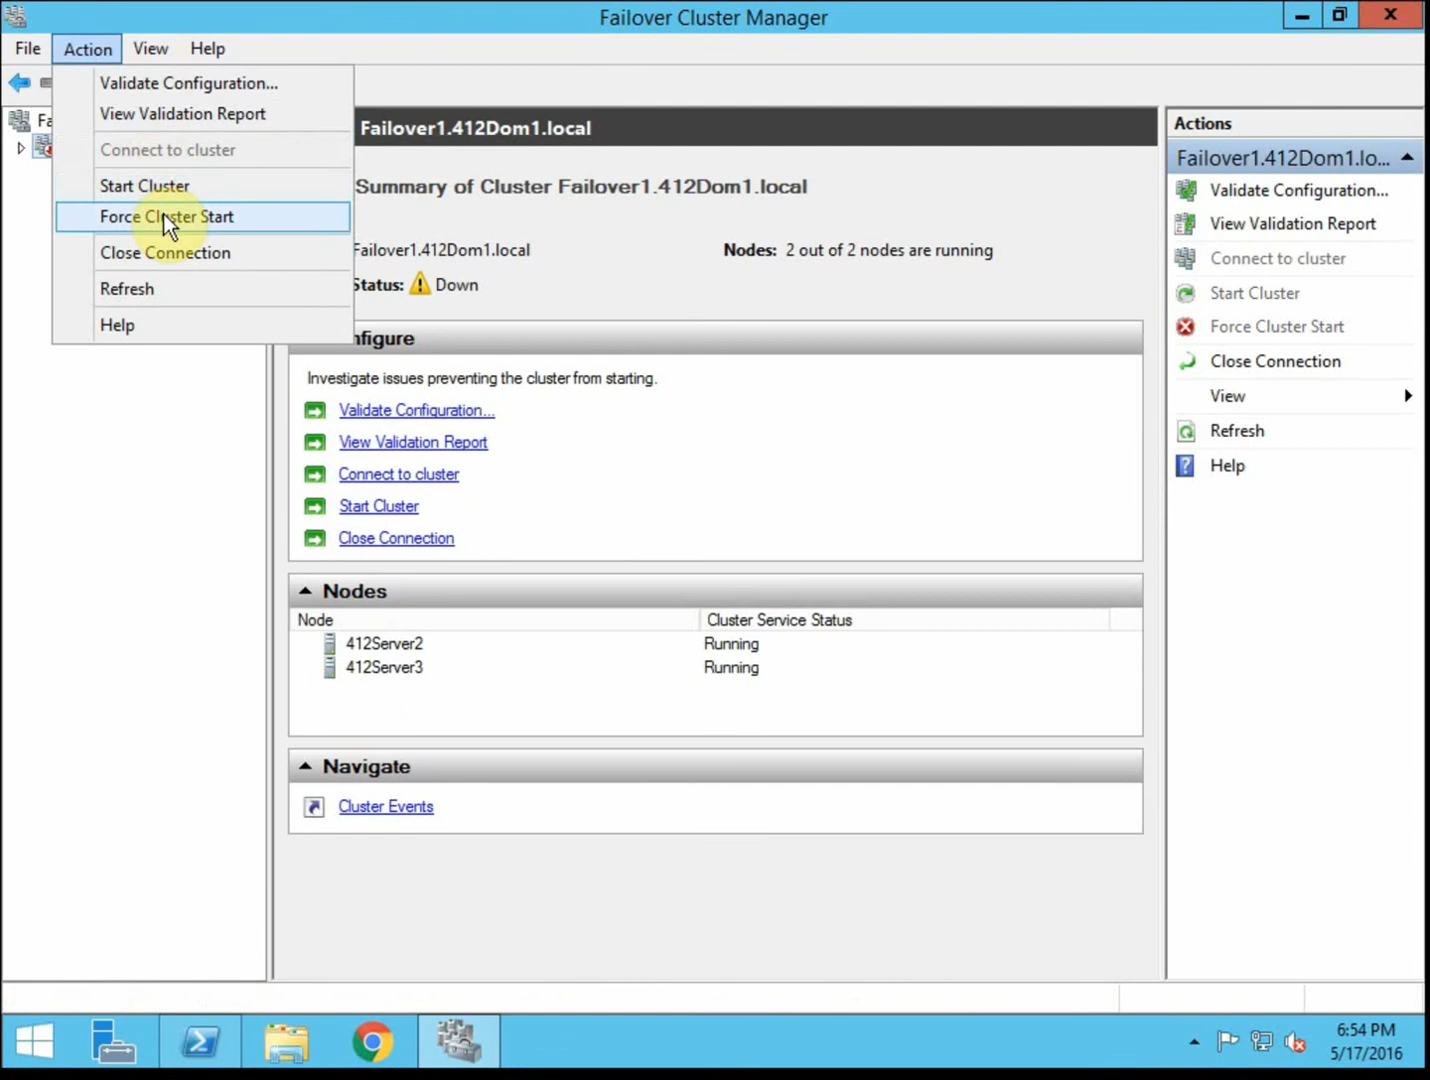 Failover Cluster Manager
File Action View Help
Validate Configuration...
View Validation Report
Connect to cluster
Start Cluster
Force Cluster Start
Close Connection
Refresh
Help
Fa
Failover1.412Dom1.local
Summary of Cluster Failover1.412Dom1.local
Failover1.412Dom1.local
Nodes: 2 out of 2 nodes are running
Status: Down
nfigure
Investigate issues preventing the cluster from starting.
Validate Configuration...
View Validation Report
Connect to cluster
Start Cluster
Close Connection
Nodes
Node Cluster Service Status
412Server2 Running
412Server3 Running
Navigate
Cluster Events
Actions
Failover1.412Dom1.lo...
Validate Configuration...
View Validation Report
Connect to cluster
Start Cluster
Force Cluster Start
Close Connection
View
Refresh
Help
6:54 PM
5/17/2016